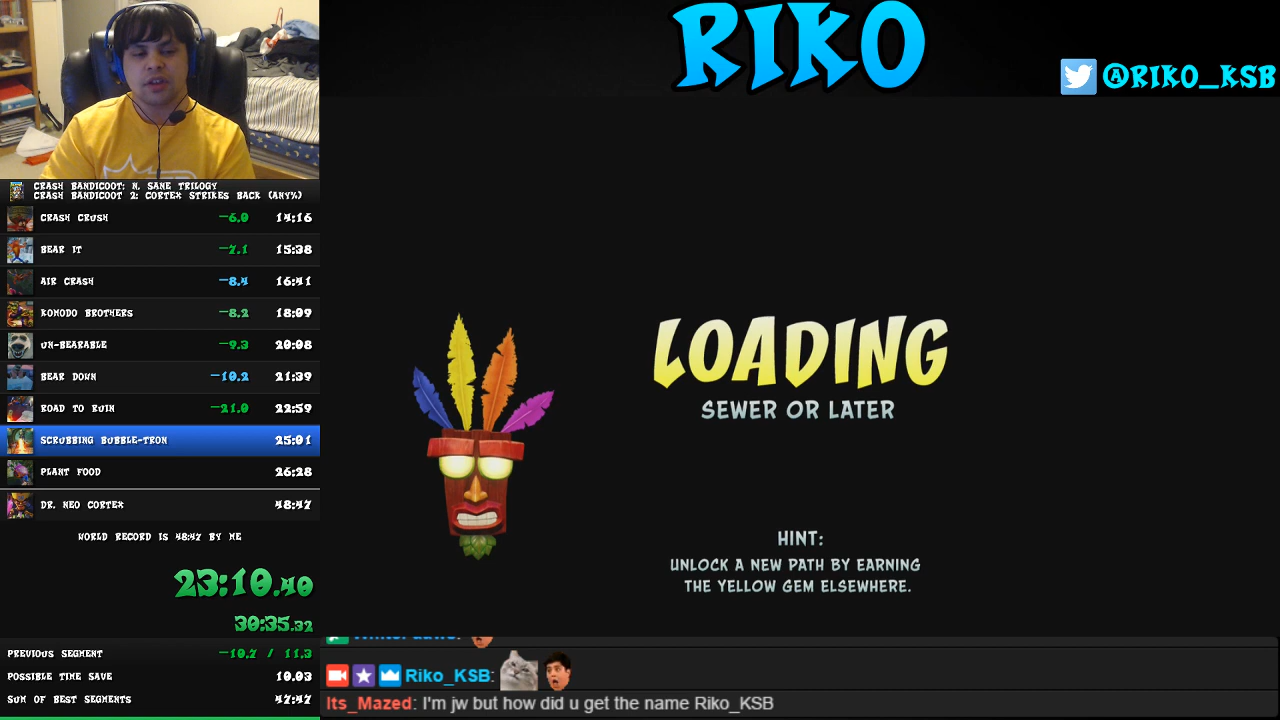 RIKO
@RIKO_KSB
CRASH BANDICOOT: N. SANE TRILOGY
CRASH BANDICOOT 2: CORTEX STRIKES BACK (ANY%)
CRASH CRUSH -6.0 14:16
BEAR IT -7.1 15:38
AIR CRASH -8.4 16:41
KOMODO BROTHERS -8.2 18:09
UN-BEARABLE -9.3 20:08
BEAR DOWN -10.2 21:39
ROAD TO RUIN -21.0 22:59
SCRUBBING BUBBLE-TRON 25:01
PLANT FOOD 26:28
DR. NEO CORTEX 48:47
WORLD RECORD IS 48:47 BY ME
23:10.40
30:35.32
PREVIOUS SEGMENT -10.7 / 11.3
POSSIBLE TIME SAVE 10.03
SUM OF BEST SEGMENTS 47:47
LOADING
SEWER OR LATER
HINT:
UNLOCK A NEW PATH BY EARNING
THE YELLOW GEM ELSEWHERE.
Riko_KSB:
Its_Mazed: I'm jw but how did u get the name Riko_KSB